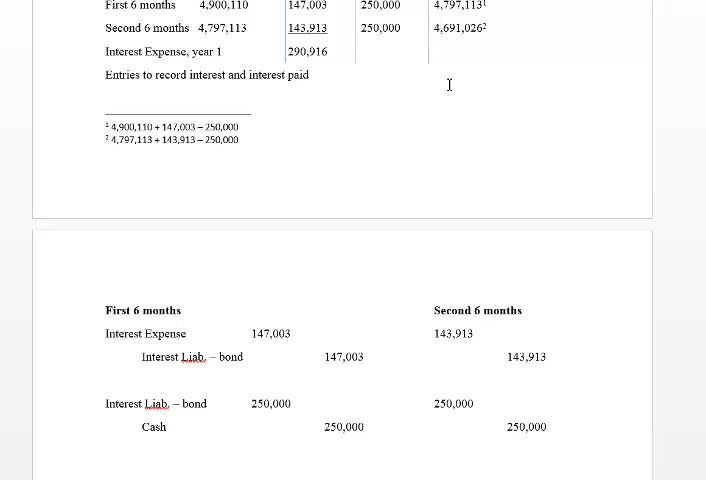 First 6 months 4,900,110 147,003 250,000 4,797,113¹
Second 6 months 4,797,113 143,913 250,000 4,691,026²
Interest Expense, year 1 290,916
Entries to record interest and interest paid
¹ 4,900,110 + 147,003 – 250,000
² 4,797,113 + 143,913 – 250,000
First 6 months Second 6 months
Interest Expense 147,003 143,913
Interest Liab. – bond 147,003 143,913
Interest Liab. – bond 250,000 250,000
Cash 250,000 250,000